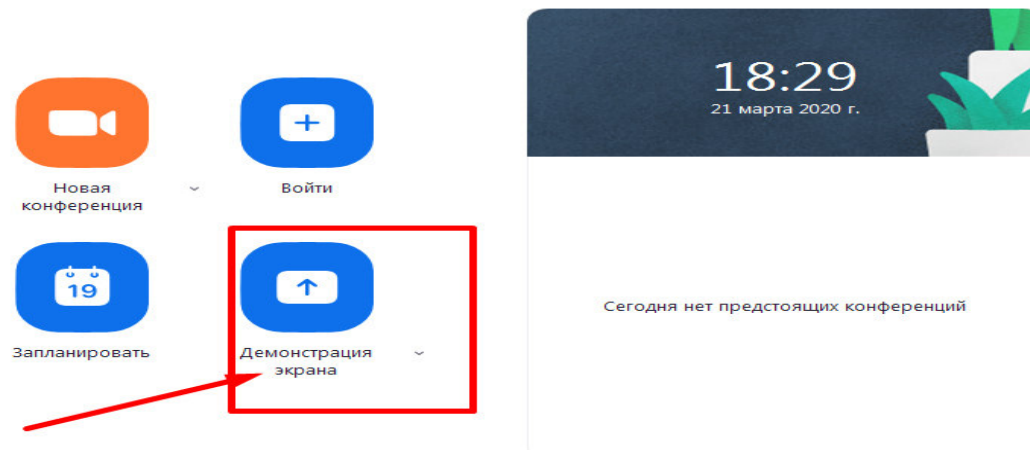 18:29
21 марта 2020 г.
Новая
конференция
Войти
19
Запланировать
Демонстрация
экрана
Сегодня нет предстоящих конференций